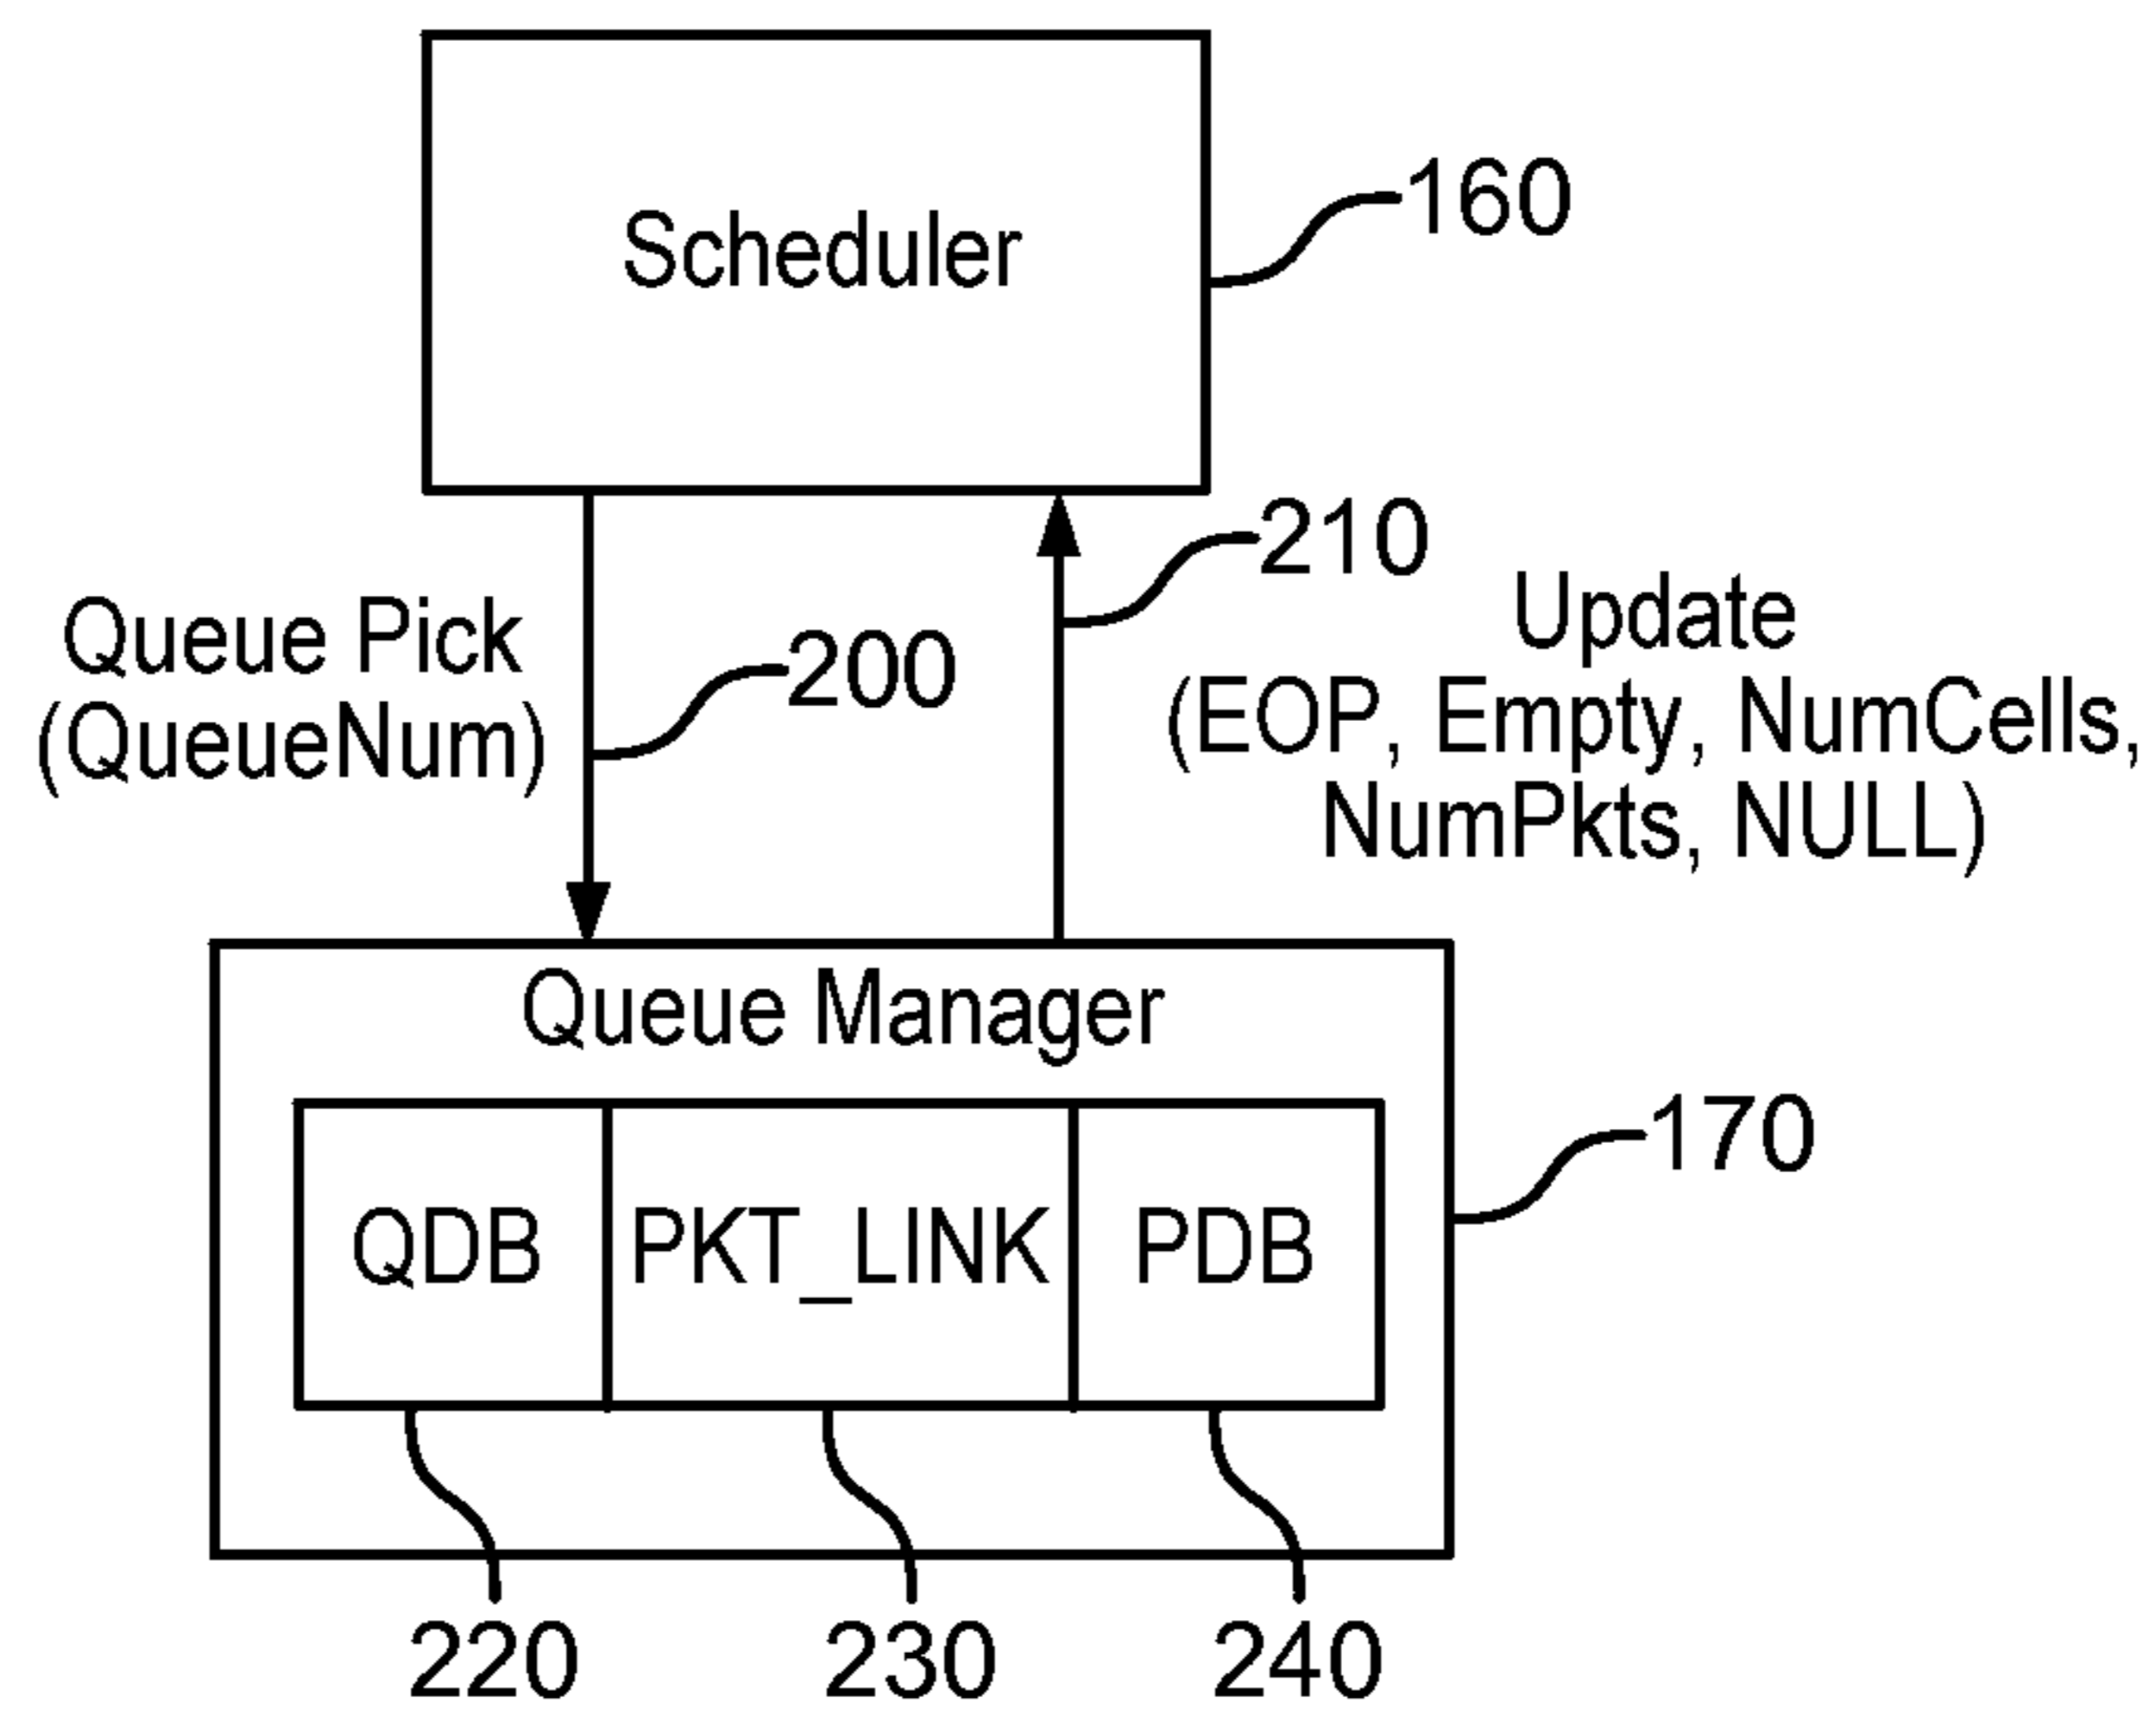 Scheduler
160
210
Queue Pick
(QueueNum)
200
Update
(EOP, Empty, NumCells,
NumPkts, NULL)
Queue Manager
170
QDB
PKT_LINK
PDB
220
230
240